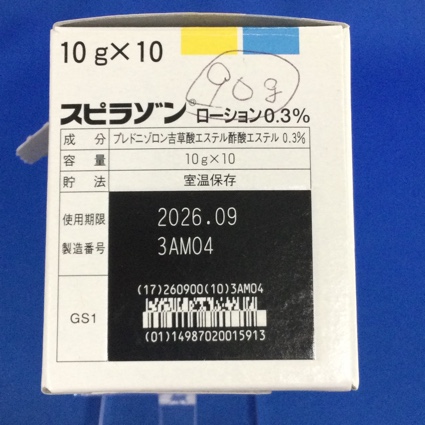 10g×10
90g
スピラゾン ローション0.3%
成分 プレドニゾロン吉草酸エステル酢酸エステル 0.3%
容量 10g×10
貯法 室温保存
使用期限 2026.09
製造番号 3AM04
(17)260900(10)3AM04
GS1
(01)14987020015913